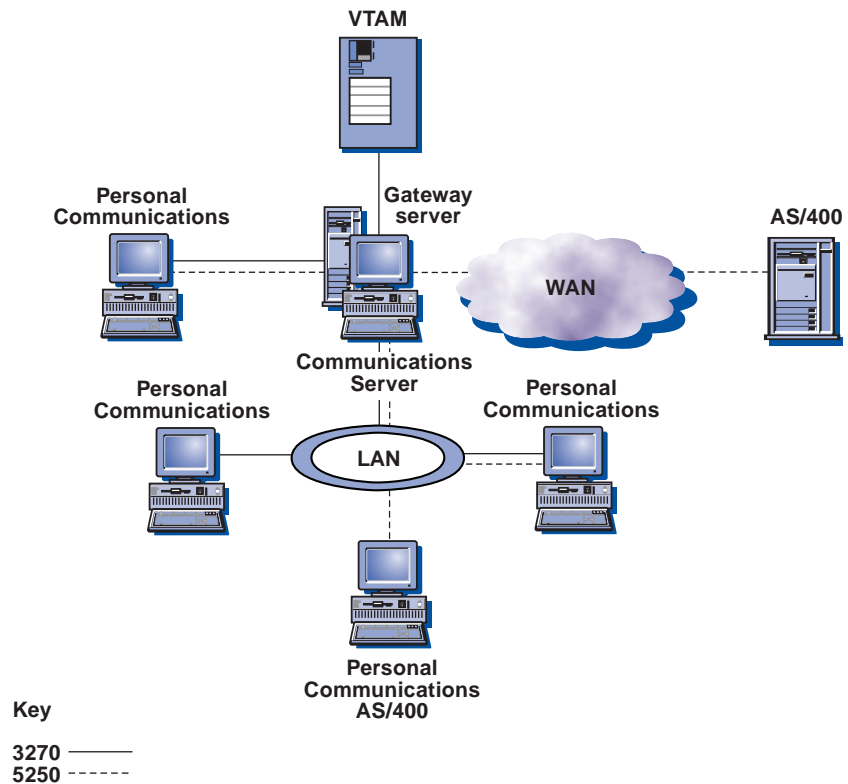 VTAM
Personal
Communications
Gateway
server
AS/400
WAN
Communications
Server
Personal
Communications
Personal
Communications
LAN
Personal
Communications
AS/400
Key
3270
5250